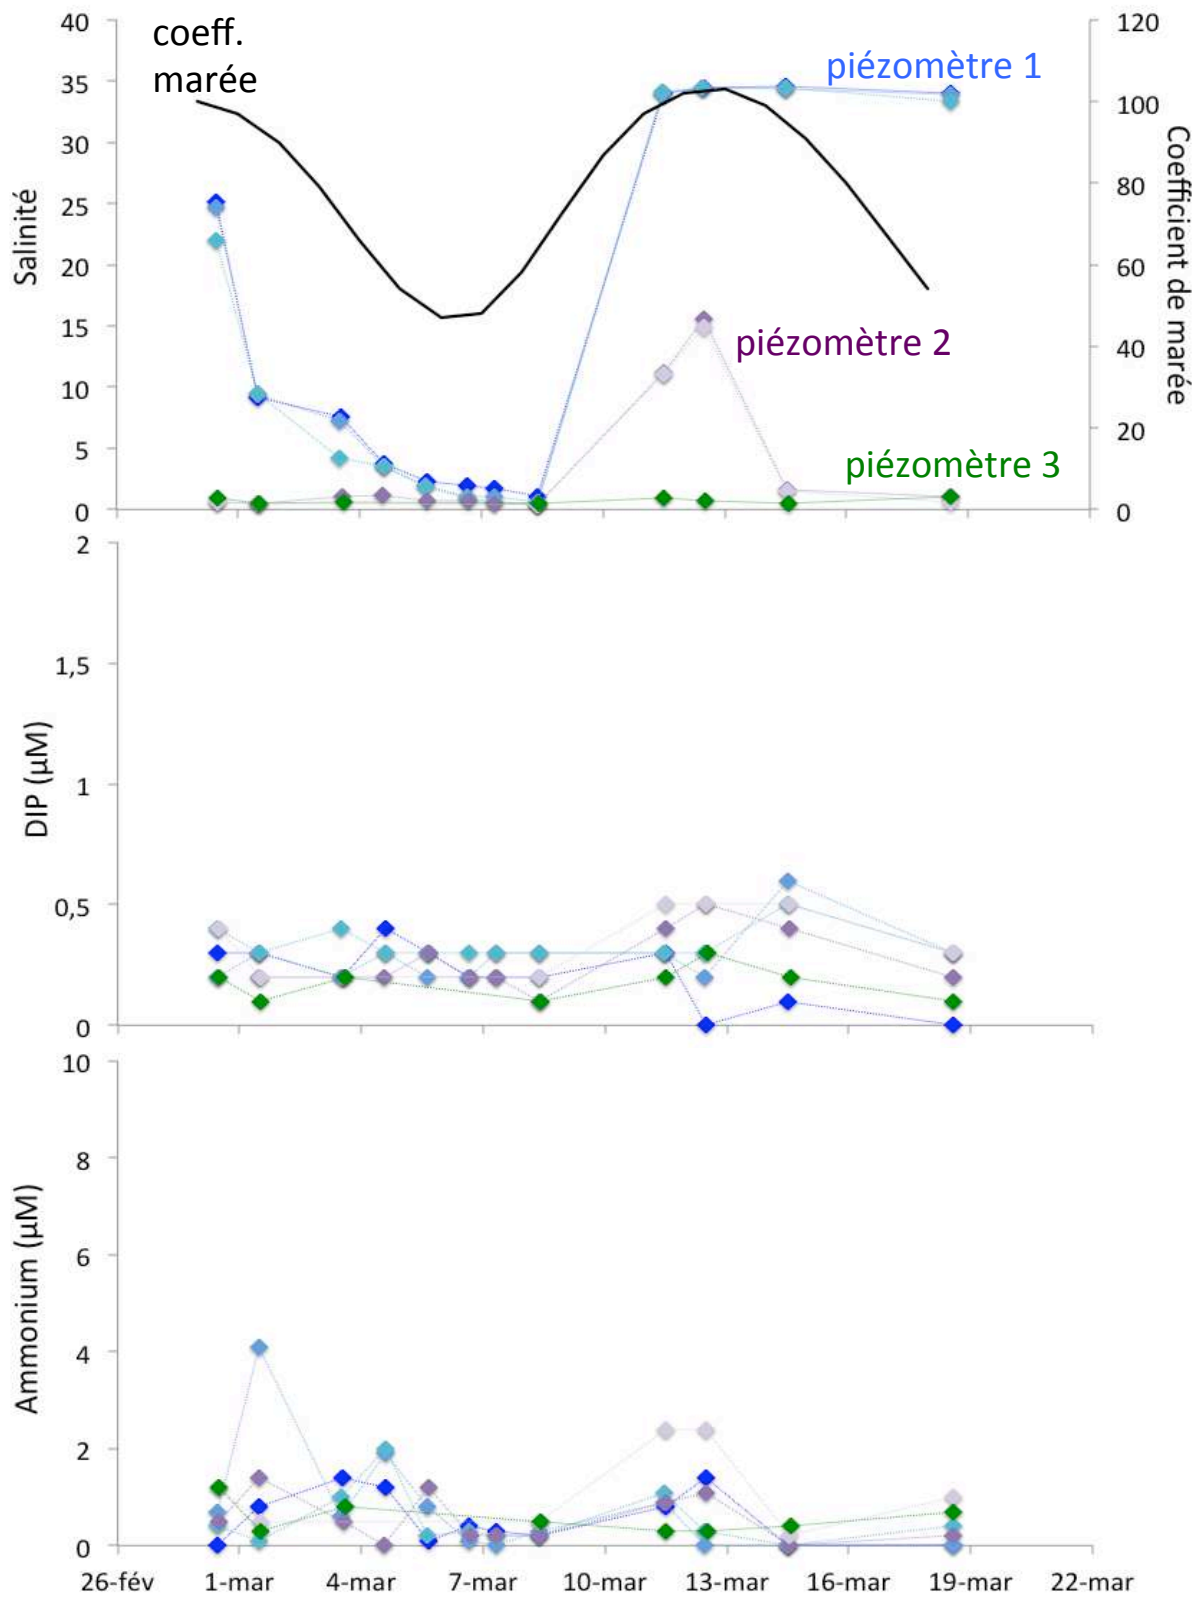 coeff.
marée
piézomètre 1
piézomètre 2
piézomètre 3
Salinité
40
35
30
25
20
15
10
5
0
Coefficient de marée
120
100
80
60
40
20
0
DIP (µM)
2
1,5
1
0,5
0
Ammonium (µM)
10
8
6
4
2
0
26-fév 1-mar 4-mar 7-mar 10-mar 13-mar 16-mar 19-mar 22-mar